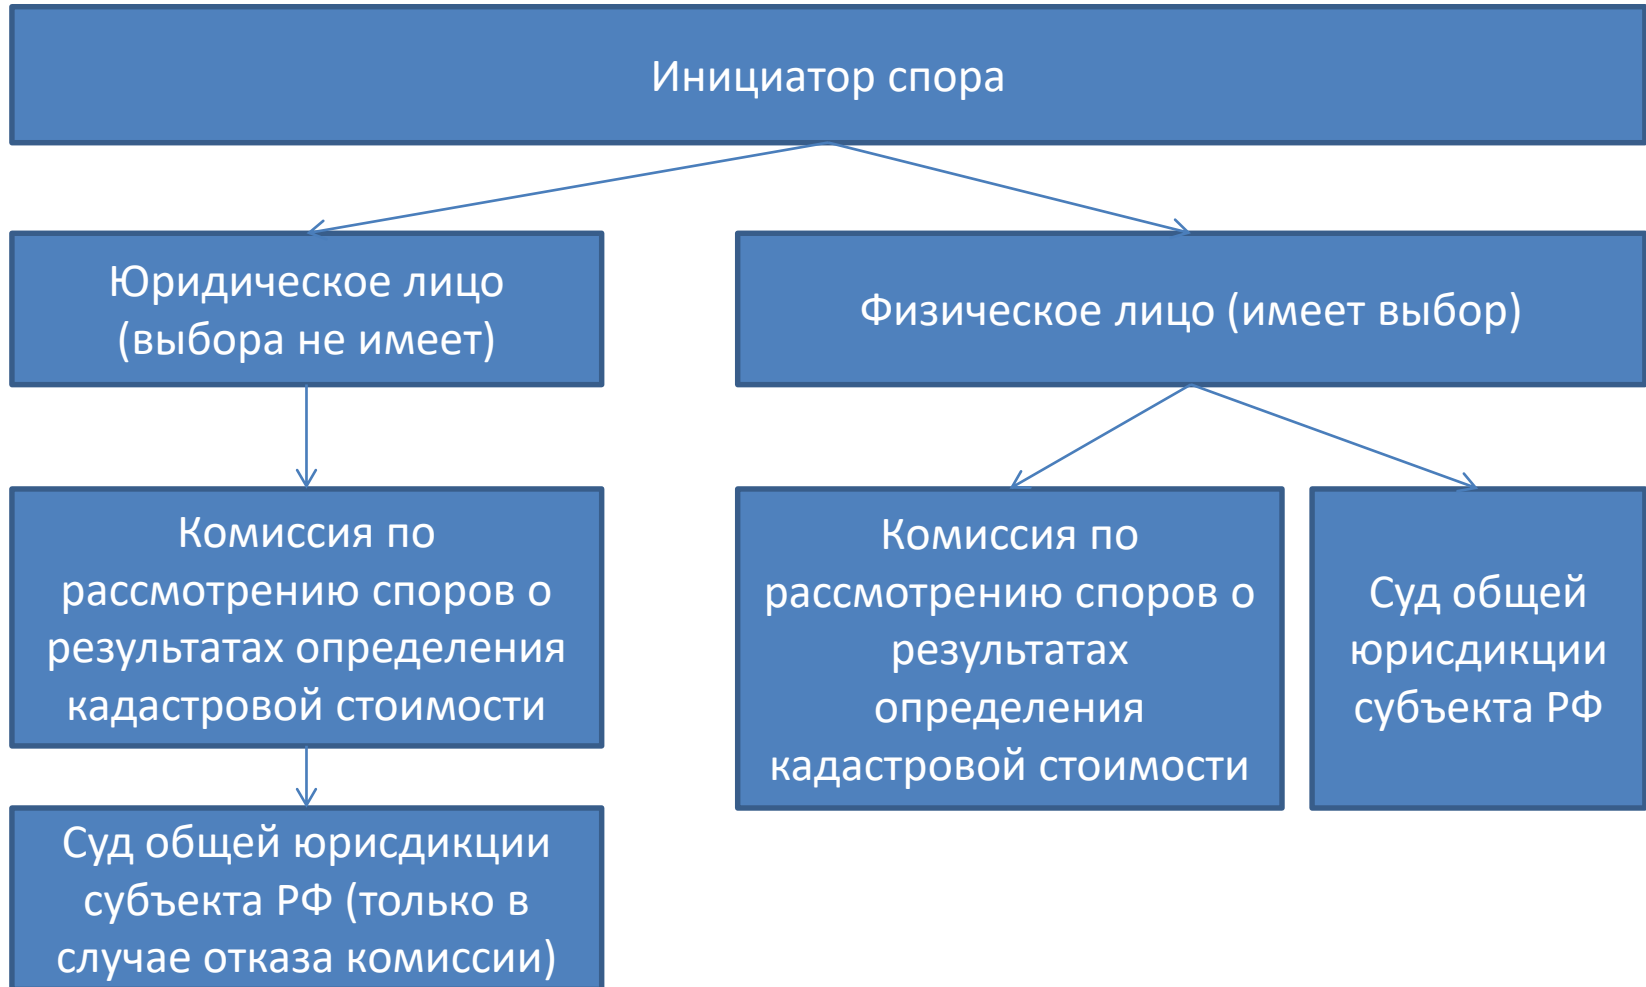 Инициатор спора
Юридическое лицо
(выбора не имеет)
Физическое лицо (имеет выбор)
Комиссия по
рассмотрению споров о
результатах определения
кадастровой стоимости
Комиссия по
рассмотрению споров о
результатах
определения
кадастровой стоимости
Суд общей
юрисдикции
субъекта РФ
Суд общей юрисдикции
субъекта РФ (только в
случае отказа комиссии)